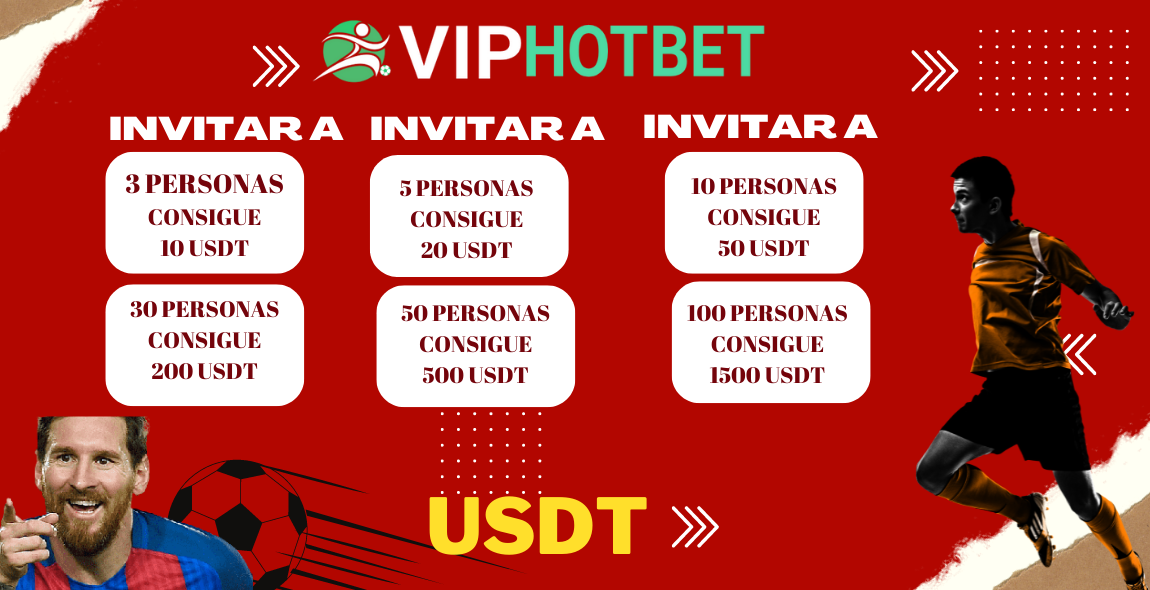 VIPHOTBET
INVITAR A
3 PERSONAS
CONSIGUE
10 USDT
INVITAR A
5 PERSONAS
CONSIGUE
20 USDT
INVITAR A
10 PERSONAS
CONSIGUE
50 USDT
30 PERSONAS
CONSIGUE
200 USDT
50 PERSONAS
CONSIGUE
500 USDT
100 PERSONAS
CONSIGUE
1500 USDT
USDT